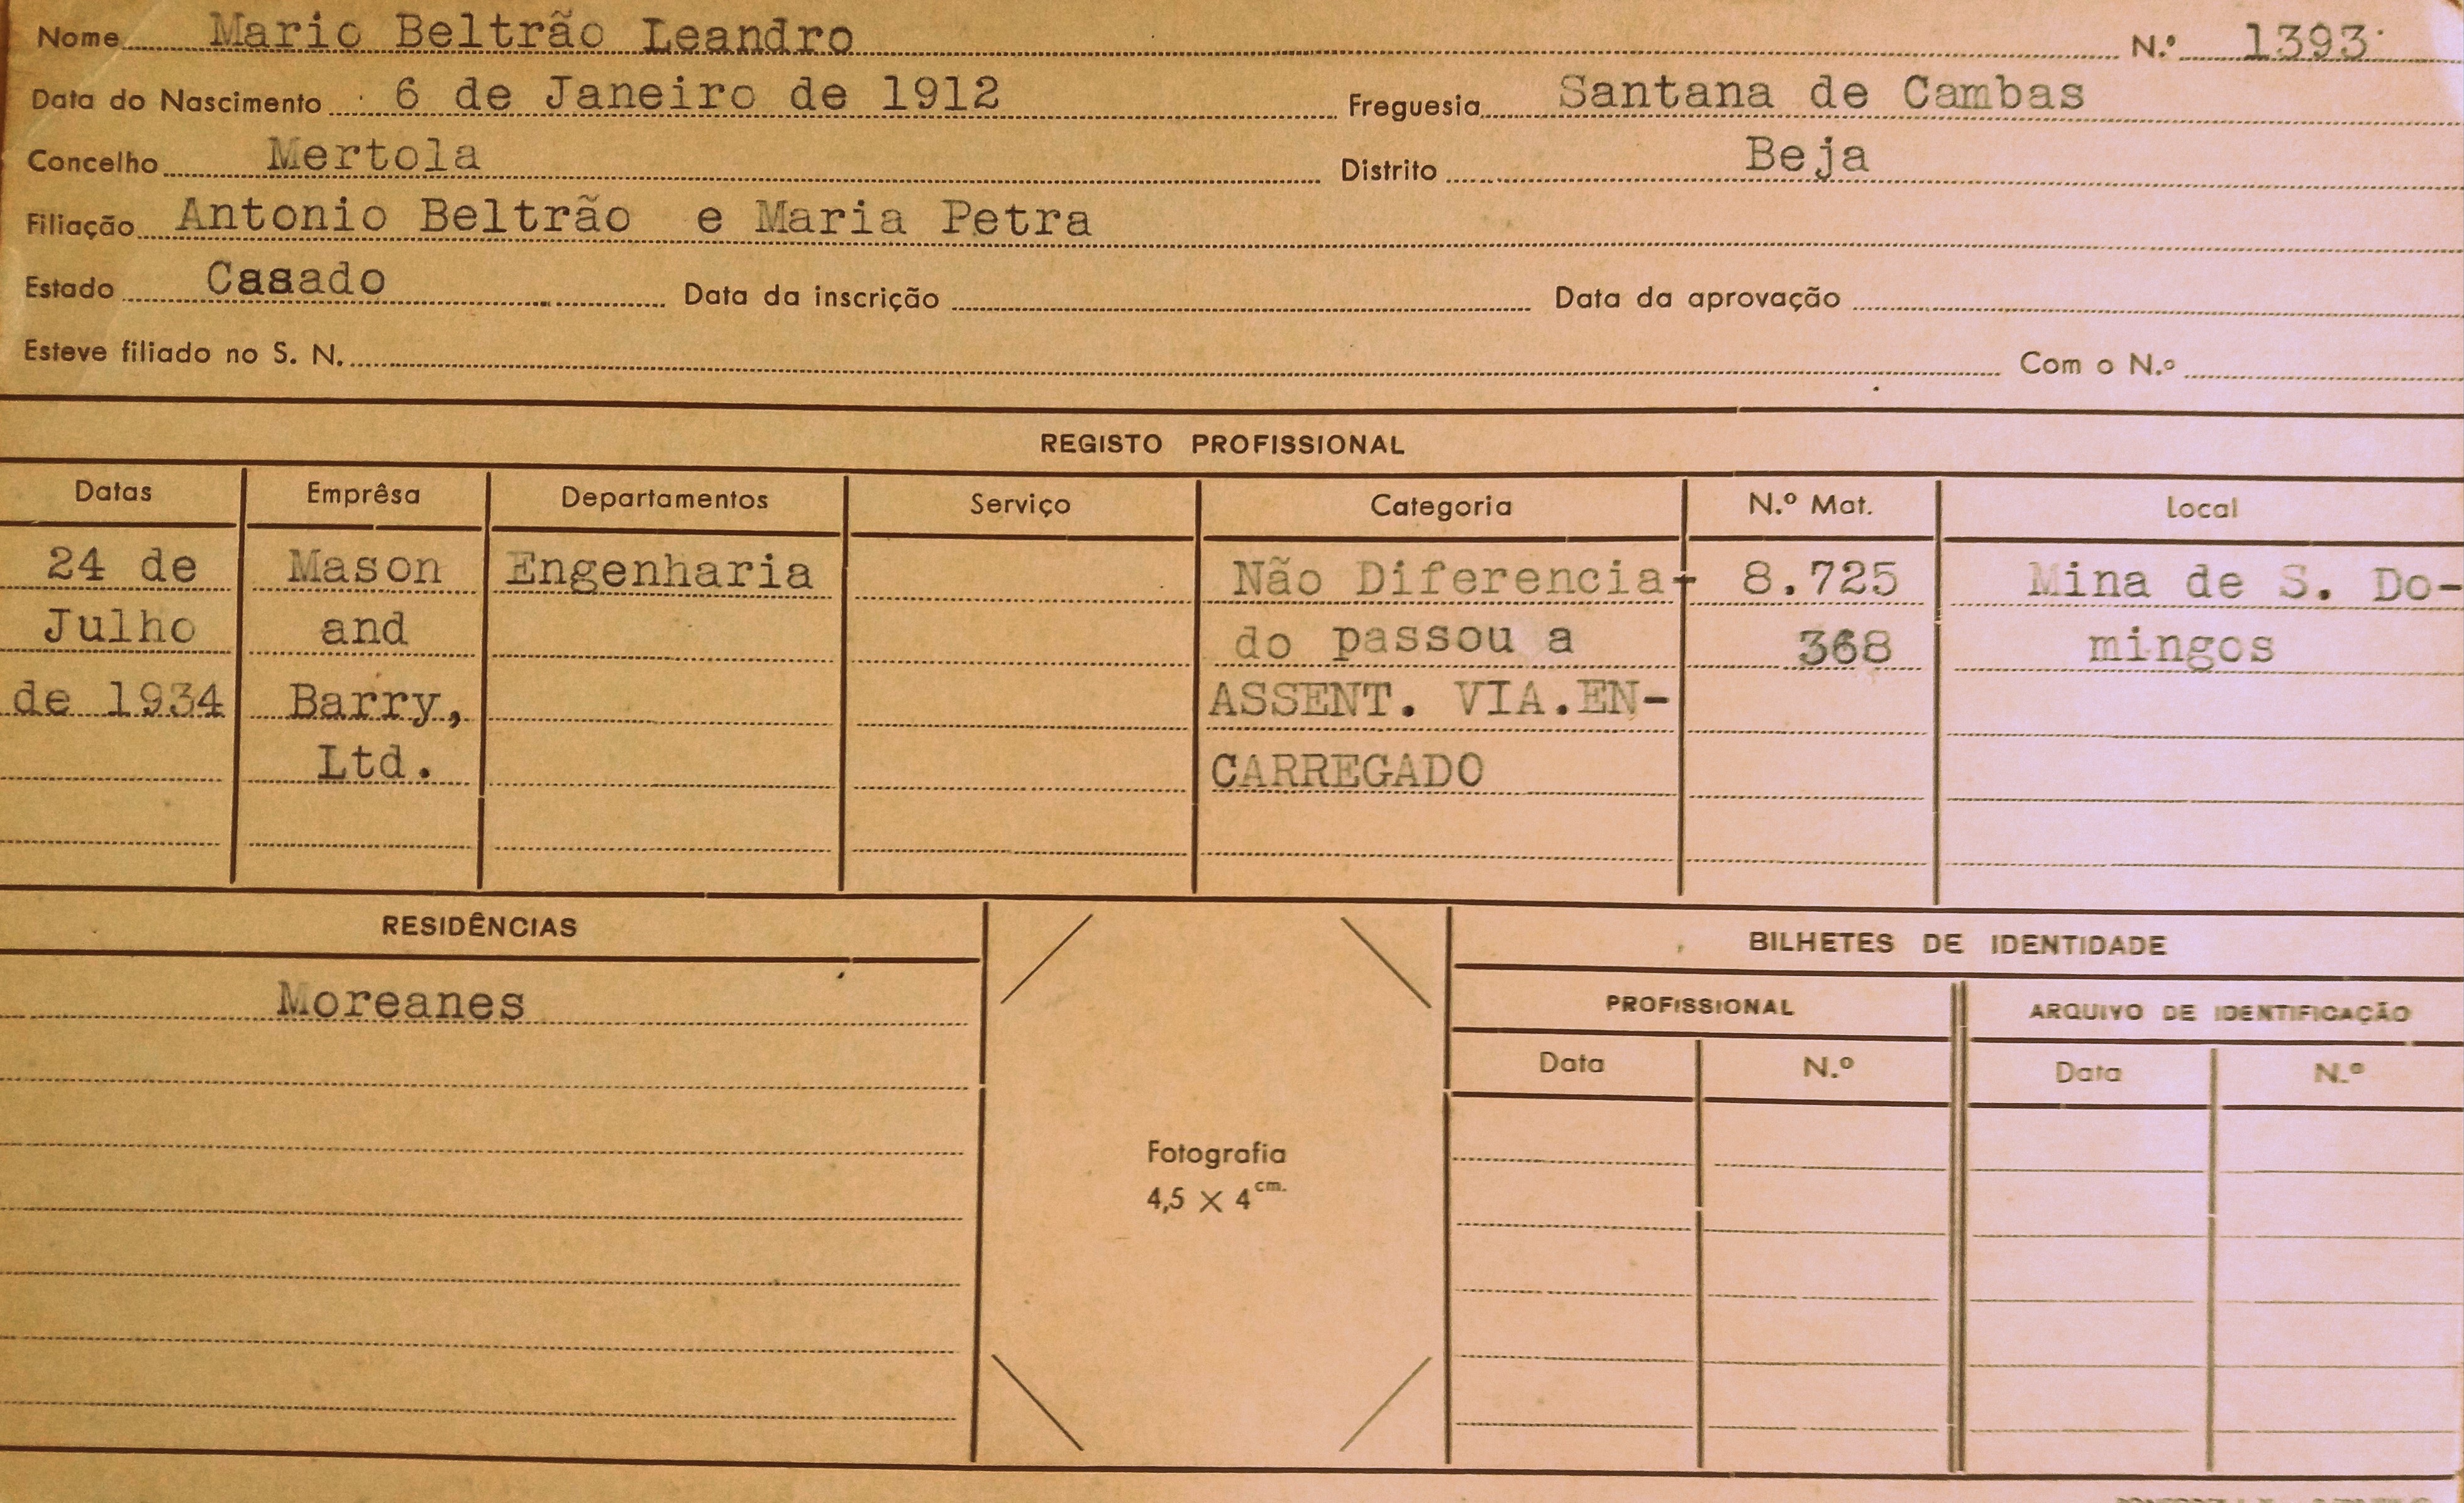 Nome Mario Beltrão Leandro N.º 1393
Data do Nascimento 6 de Janeiro de 1912 Freguesia Santana de Cambas
Concelho Mertola Distrito Beja
Filiação Antonio Beltrão e Maria Petra
Estado Casado Data da inscrição Data da aprovação
Esteve filiado no S. N. Com o N.º
REGISTO PROFISSIONAL
Datas Emprêsa Departamentos Serviço Categoria N.º Mat. Local
24 de Mason Engenharia Não Diferencia- 8.725 Mina de S. Do-
Julho and do passou a 368 mingos
de 1934 Barry, ASSENT. VIA.EN-
Ltd. CARREGADO
RESIDÊNCIAS BILHETES DE IDENTIDADE
Moreanes PROFISSIONAL ARQUIVO DE IDENTIFICAÇÃO
Data N.º Data N.º
Fotografia
4,5 × 4 cm.